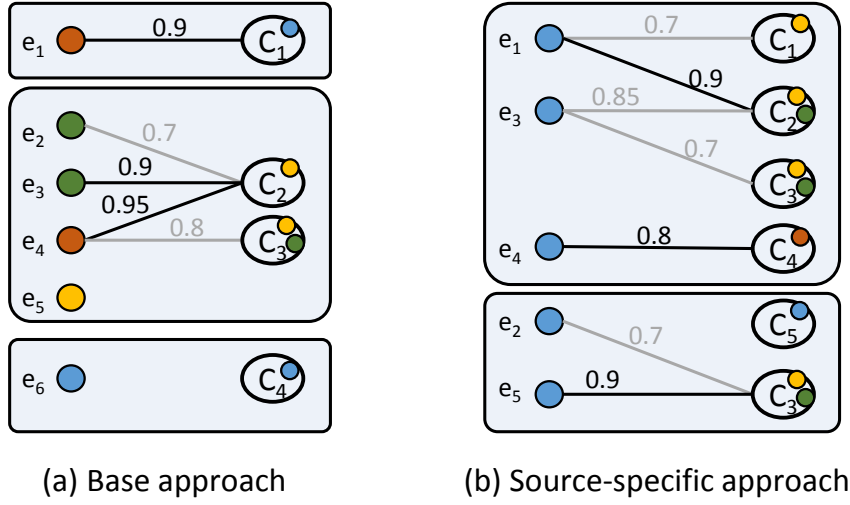 e1 0.9 C1
e2 0.7
e3 0.9 C2
0.95
e4 0.8 C3
e5
e6 C4
(a) Base approach
e1 0.7 C1
0.9
e3 0.85 C2
0.7 C3
e4 0.8 C4
e2 0.7 C5
e5 0.9 C3
(b) Source-specific approach